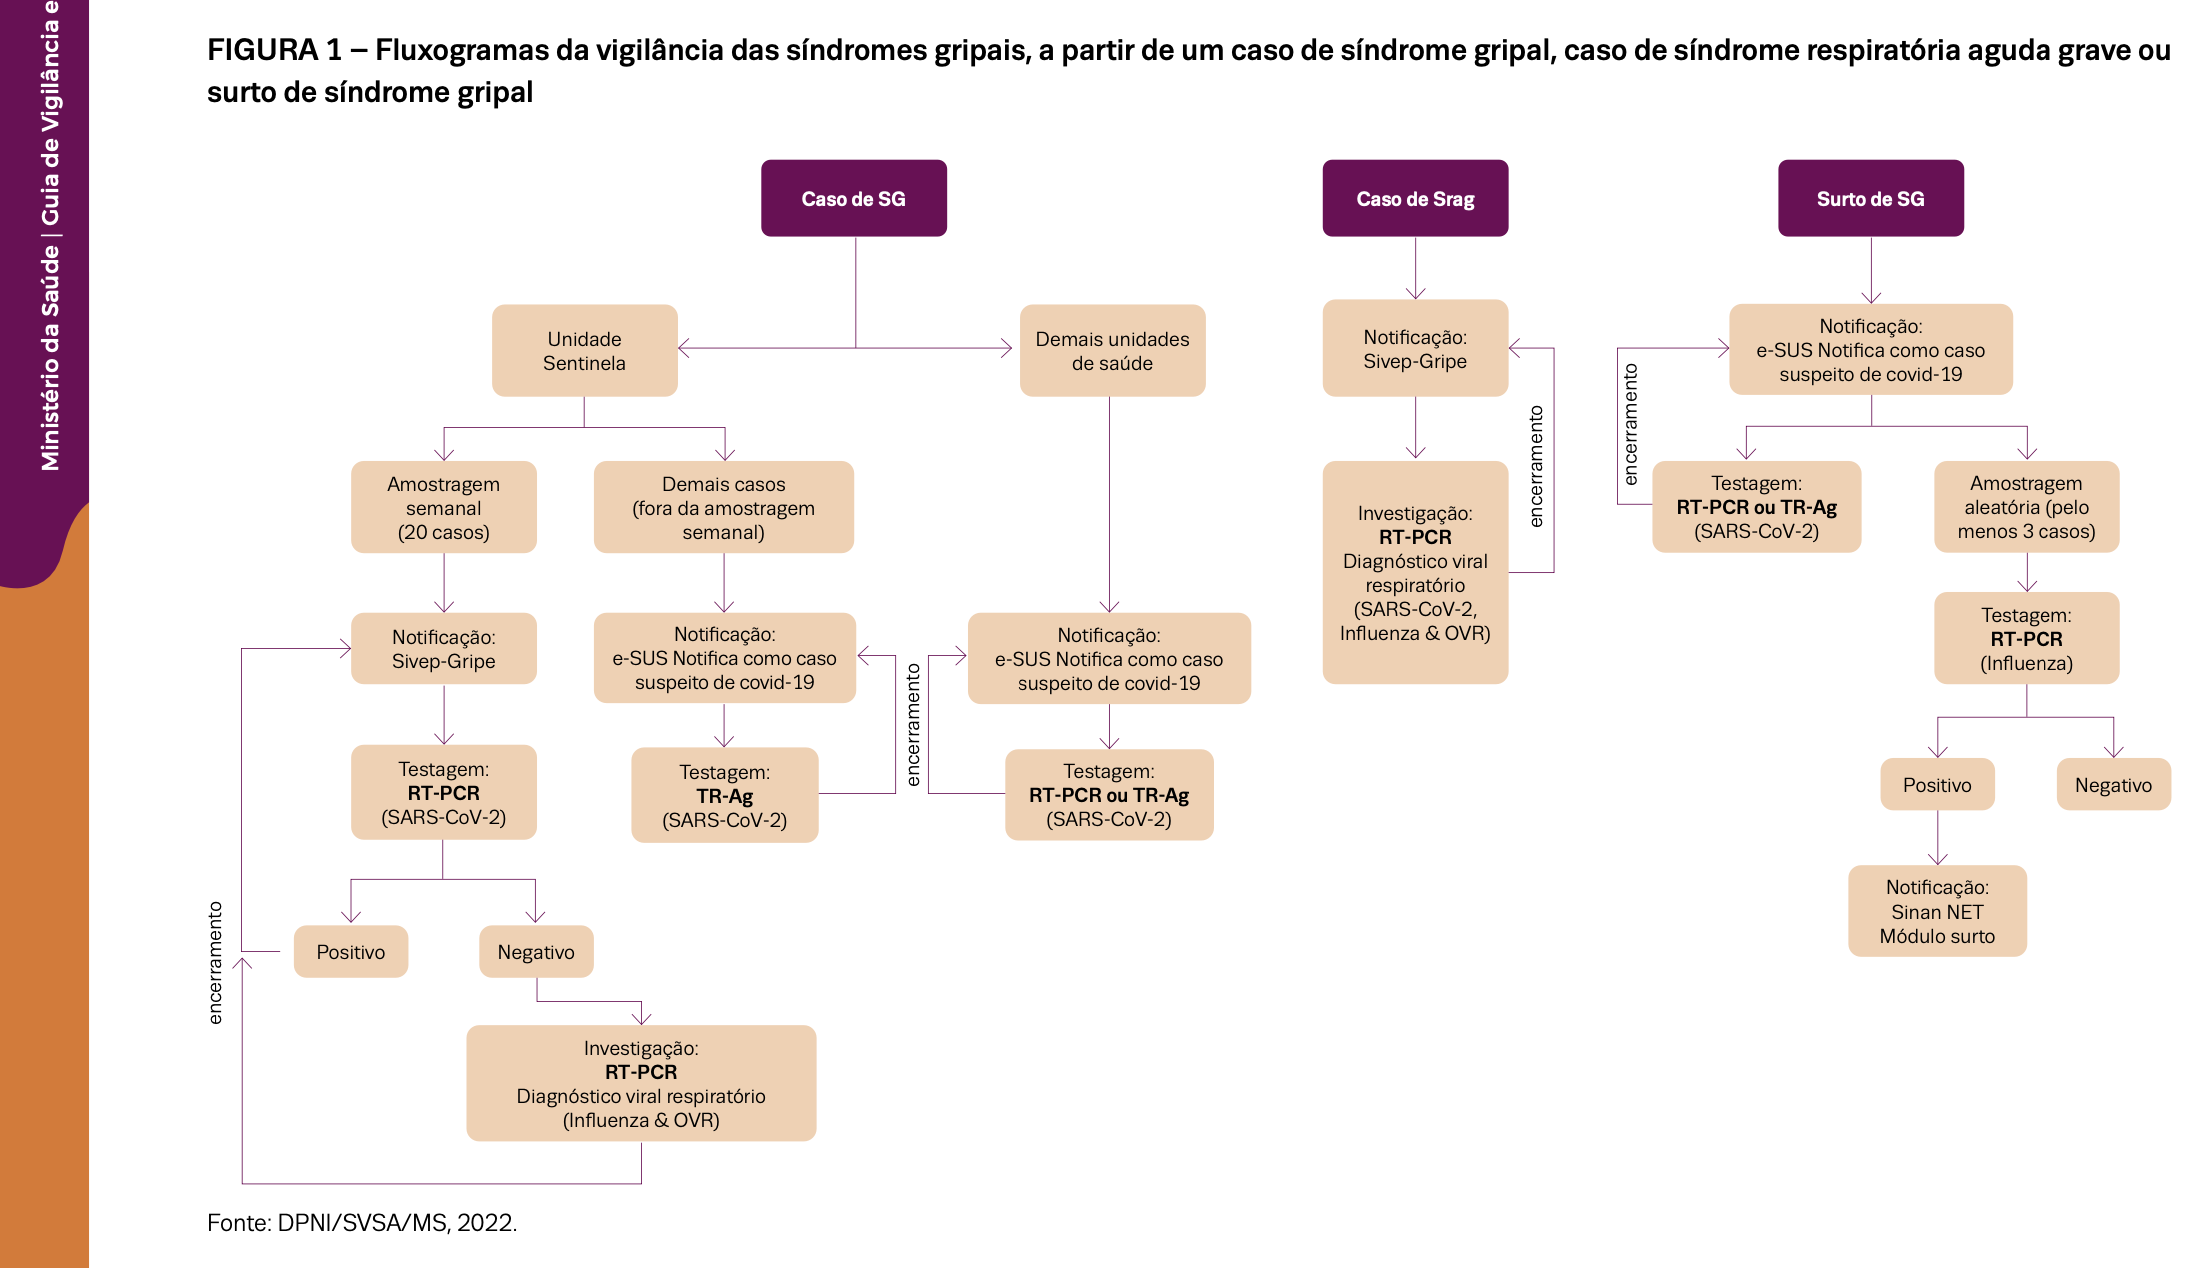 Ministério da Saúde | Guia de Vigilância e
FIGURA 1 – Fluxogramas da vigilância das síndromes gripais, a partir de um caso de síndrome gripal, caso de síndrome respiratória aguda grave ou
surto de síndrome gripal
Caso de SG
Unidade
Sentinela
Demais unidades
de saúde
Amostragem
semanal
(20 casos)
Demais casos
(fora da amostragem
semanal)
Notificação:
Sivep-Gripe
Notificação:
e-SUS Notifica como caso
suspeito de covid-19
Notificação:
e-SUS Notifica como caso
suspeito de covid-19
Testagem:
RT-PCR
(SARS-CoV-2)
Testagem:
TR-Ag
(SARS-CoV-2)
encerramento
Testagem:
RT-PCR ou TR-Ag
(SARS-CoV-2)
Positivo
Negativo
encerramento
Investigação:
RT-PCR
Diagnóstico viral respiratório
(Influenza & OVR)
Caso de Srag
Notificação:
Sivep-Gripe
encerramento
Investigação:
RT-PCR
Diagnóstico viral
respiratório
(SARS-CoV-2,
Influenza & OVR)
Surto de SG
Notificação:
e-SUS Notifica como caso
suspeito de covid-19
encerramento
Testagem:
RT-PCR ou TR-Ag
(SARS-CoV-2)
Amostragem
aleatória (pelo
menos 3 casos)
Testagem:
RT-PCR
(Influenza)
Positivo
Negativo
Notificação:
Sinan NET
Módulo surto
Fonte: DPNI/SVSA/MS, 2022.